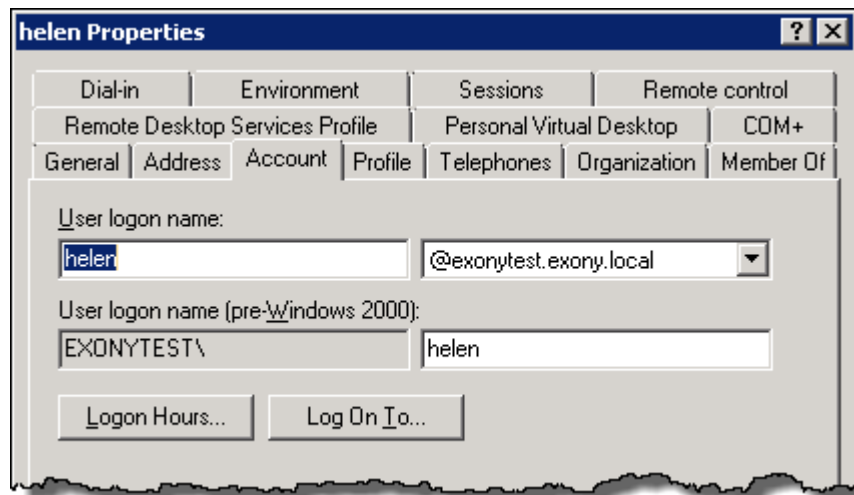 helen Properties
Dial-in Environment Sessions Remote control
Remote Desktop Services Profile Personal Virtual Desktop COM+
General Address Account Profile Telephones Organization Member Of
User logon name:
helen @exonytest.exony.local
User logon name (pre-Windows 2000):
EXONYTEST\ helen
Logon Hours... Log On To...